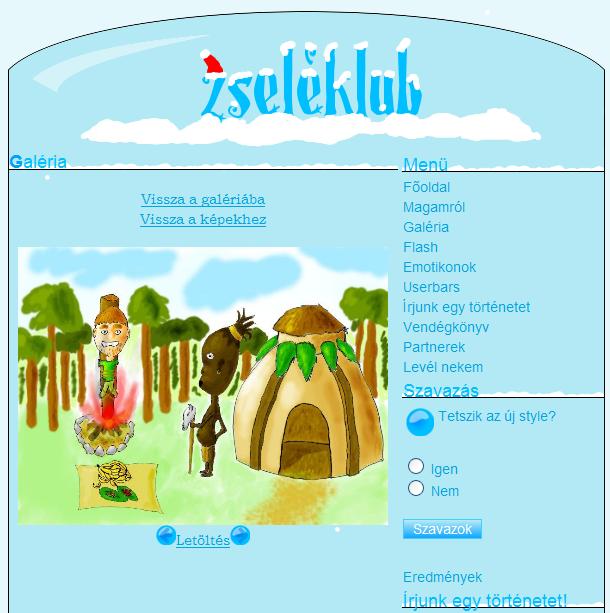 zseléklub
Galéria
Vissza a galériába
Vissza a képekhez
Letöltés
Menü
Fõoldal
Magamról
Galéria
Flash
Emotikonok
Userbars
Írjunk egy történetet
Vendégkönyv
Partnerek
Levél nekem
Szavazás
Tetszik az új style?
Igen
Nem
Szavazok
Eredmények
Írjunk egy történetet!